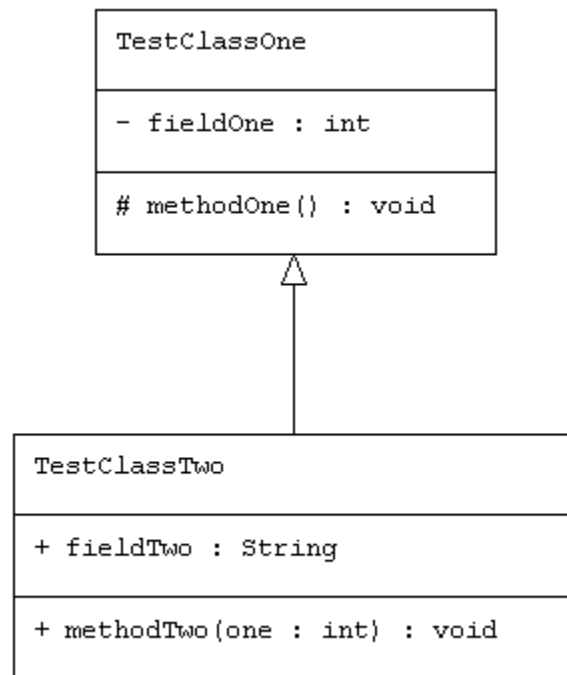 TestClassOne
- fieldOne : int
# methodOne() : void
TestClassTwo
+ fieldTwo : String
+ methodTwo(one : int) : void